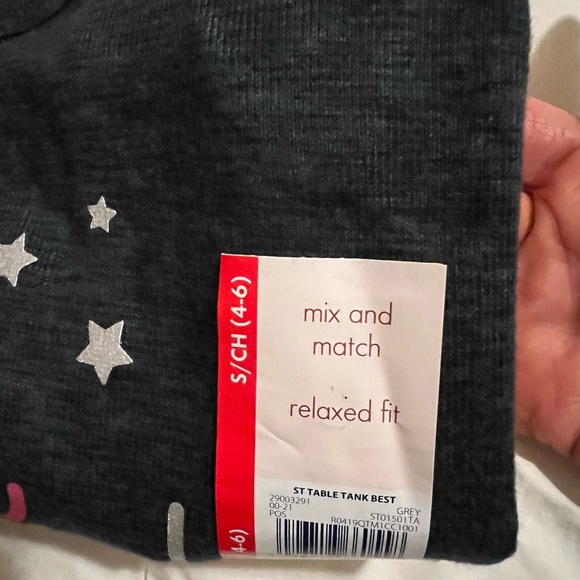 S/CH (4-6)
mix and
match
relaxed fit
ST TABLE TANK BEST
29003291 GREY
00-21 ST01501TA
POS R0419QTM1CC1001
4-6)